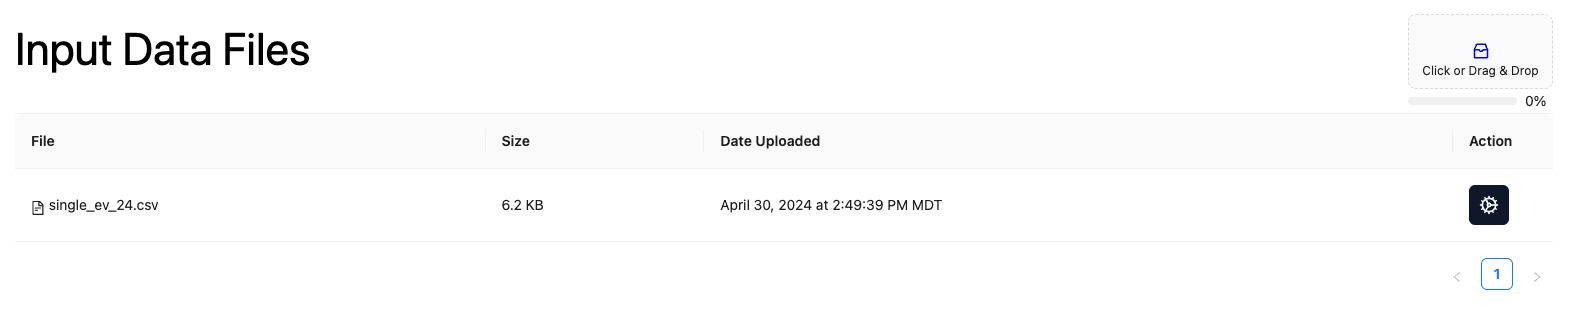 Input Data Files
Click or Drag & Drop
0%
File Size Date Uploaded Action
single_ev_24.csv 6.2 KB April 30, 2024 at 2:49:39 PM MDT
< 1 >